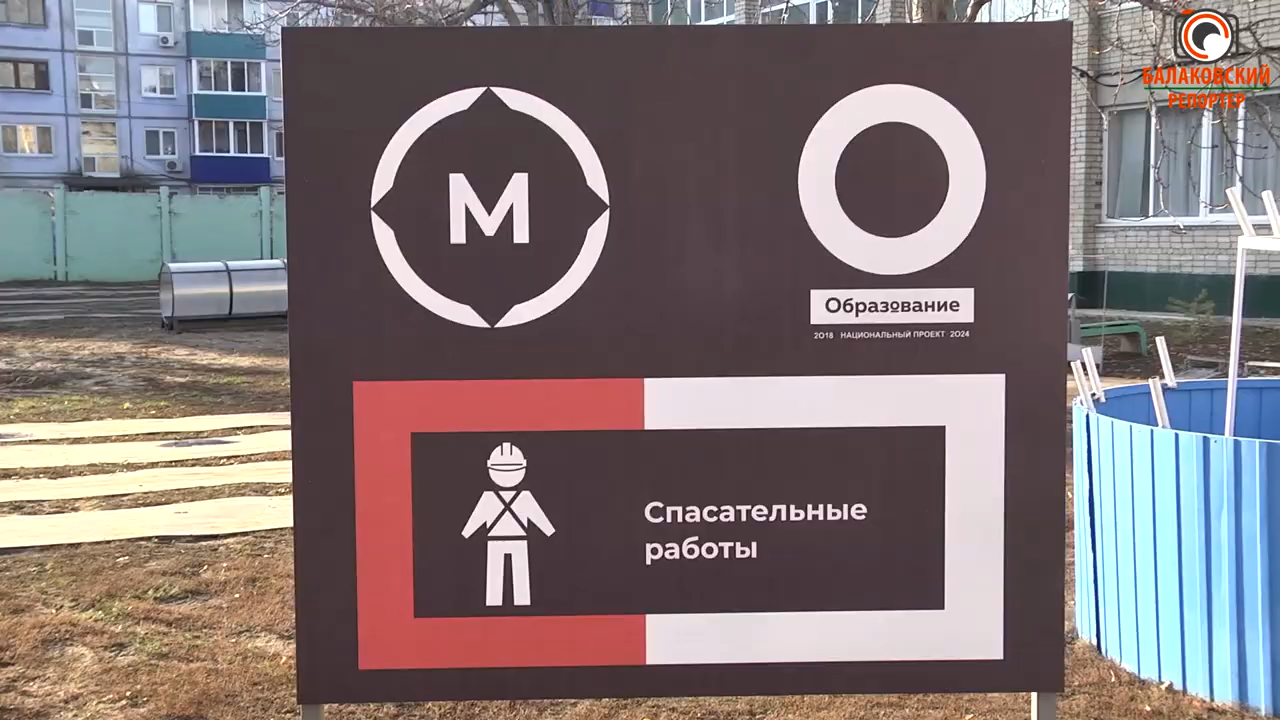 БАЛАКОВСКИЙ
РЕПОРТЕР
М
Образование
2018 НАЦИОНАЛЬНЫЙ ПРОЕКТ 2024
Спасательные
работы